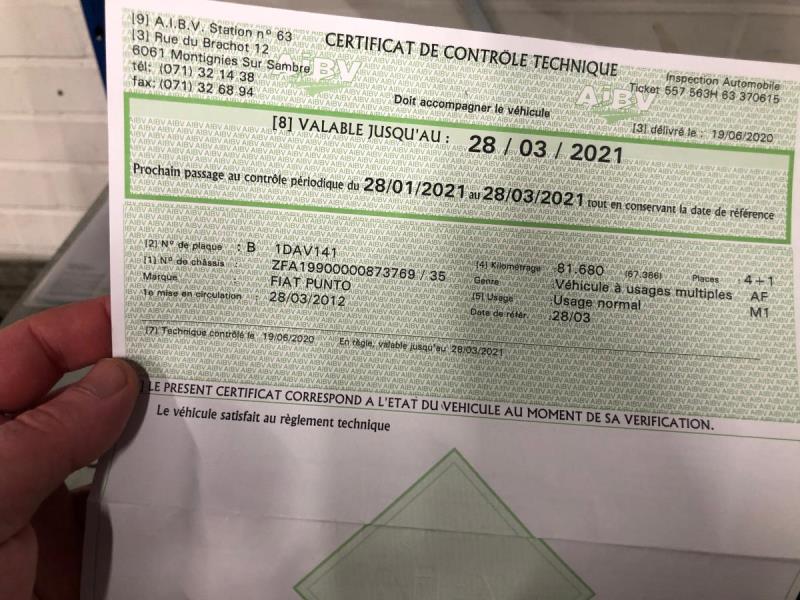 [9] A.I.B.V. Station n° 63
[3] Rue du Brachot 12
6061 Montignies Sur Sambre
tél: (071) 32 14 38
fax: (071) 32 68 94
AIBV
CERTIFICAT DE CONTRÔLE TECHNIQUE
Doit accompagner le véhicule
Inspection Automobile
Ticket 557 563H 63 370615
AIBV
[3] délivré le : 19/06/2020
[8] VALABLE JUSQU'AU : 28 / 03 / 2021
Prochain passage au contrôle périodique du 28/01/2021 au 28/03/2021 tout en conservant la date de référence
[2] N° de plaque : B 1DAV141
[1] N° de châssis : ZFA19900000873769 / 35
Marque : FIAT PUNTO
1e mise en circulation : 28/03/2012
[4] Kilométrage : 81.680 (67.366) Places 4+1
Genre Véhicule à usages multiples AF
[5] Usage :Usage normal M1
Date de référ. :28/03
[7] Technique contrôlé le 19/06/2020 En règle, valable jusqu'au 28/03/2021
LE PRESENT CERTIFICAT CORRESPOND A L'ETAT DU VEHICULE AU MOMENT DE SA VERIFICATION.
Le véhicule satisfait au règlement technique